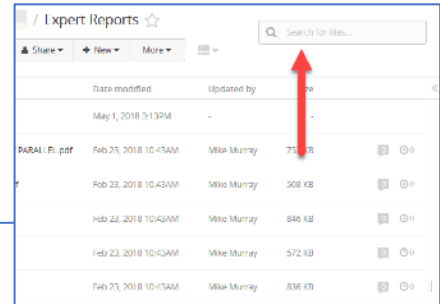 / Expert Reports
Search for files...
Share New More
Date modified Updated by
May 1, 2018 3:13PM - -
PARALLEL.pdf Feb 23, 2018 10:43AM Mike Murray KB
f Feb 23, 2018 10:43AM Mike Murray 508 KB
Feb 23, 2018 10:43AM Mike Murray 846 KB
Feb 23, 2018 10:43AM Mike Murray 572 KB
Feb 23, 2018 10:43AM Mike Murray 836 KB